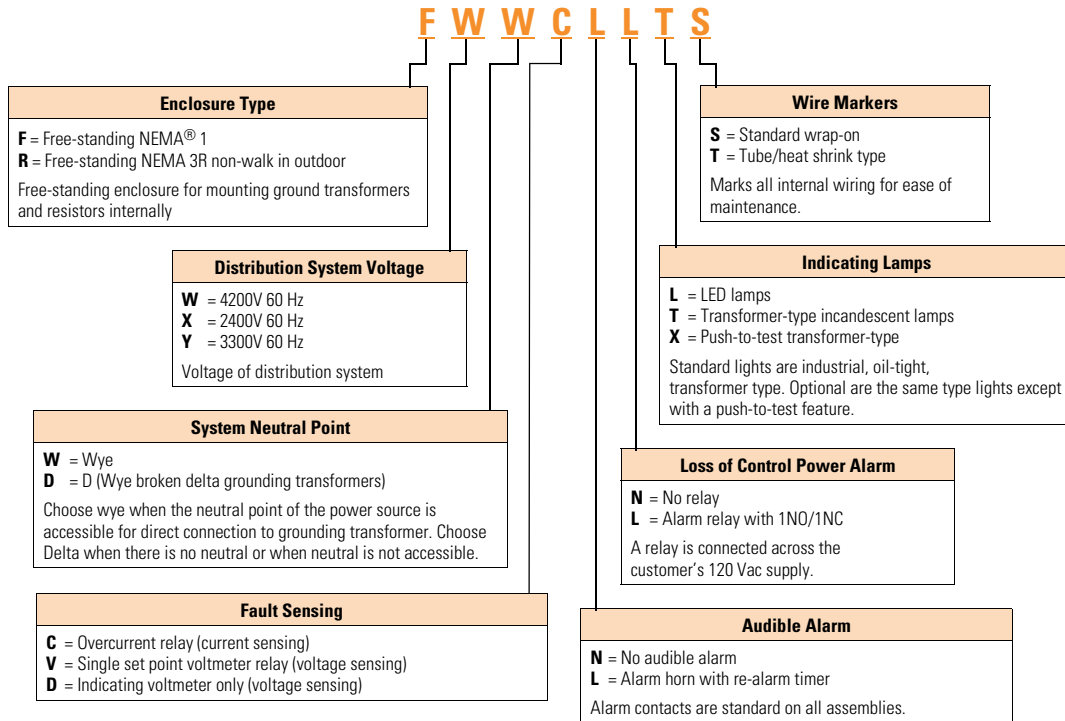 F W W C L L T S
Enclosure Type
F = Free-standing NEMA® 1
R = Free-standing NEMA 3R non-walk in outdoor
Free-standing enclosure for mounting ground transformers
and resistors internally
Wire Markers
S = Standard wrap-on
T = Tube/heat shrink type
Marks all internal wiring for ease of
maintenance.
Distribution System Voltage
W = 4200V 60 Hz
X = 2400V 60 Hz
Y = 3300V 60 Hz
Voltage of distribution system
Indicating Lamps
L = LED lamps
T = Transformer-type incandescent lamps
X = Push-to-test transformer-type
Standard lights are industrial, oil-tight,
transformer type. Optional are the same type lights except
with a push-to-test feature.
System Neutral Point
W = Wye
D = D (Wye broken delta grounding transformers)
Choose wye when the neutral point of the power source is
accessible for direct connection to grounding transformer. Choose
Delta when there is no neutral or when neutral is not accessible.
Loss of Control Power Alarm
N = No relay
L = Alarm relay with 1NO/1NC
A relay is connected across the
customer's 120 Vac supply.
Fault Sensing
C = Overcurrent relay (current sensing)
V = Single set point voltmeter relay (voltage sensing)
D = Indicating voltmeter only (voltage sensing)
Audible Alarm
N = No audible alarm
L = Alarm horn with re-alarm timer
Alarm contacts are standard on all assemblies.